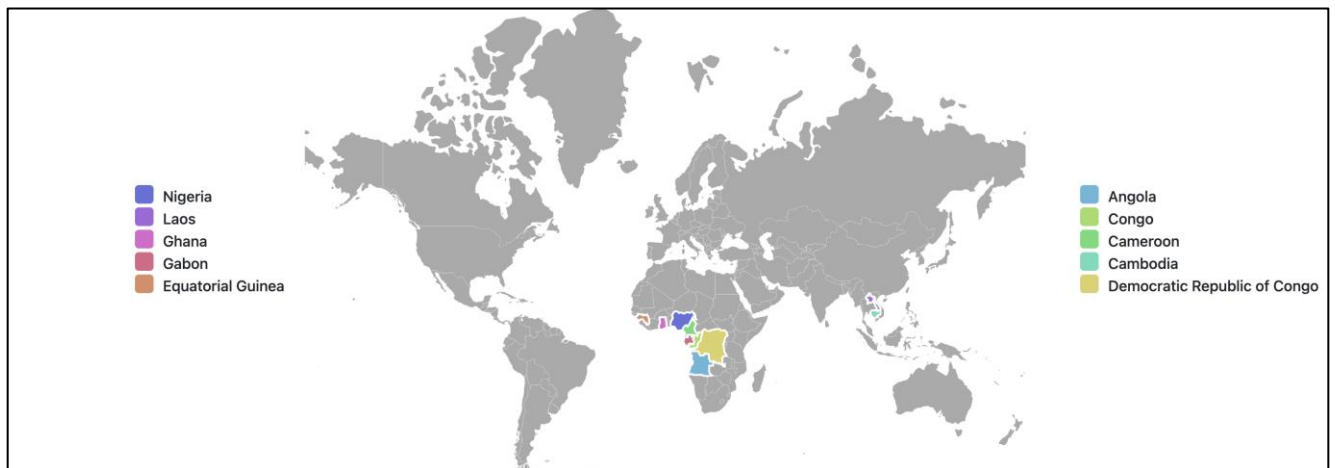 Nigeria
Laos
Ghana
Gabon
Equatorial Guinea
Angola
Congo
Cameroon
Cambodia
Democratic Republic of Congo